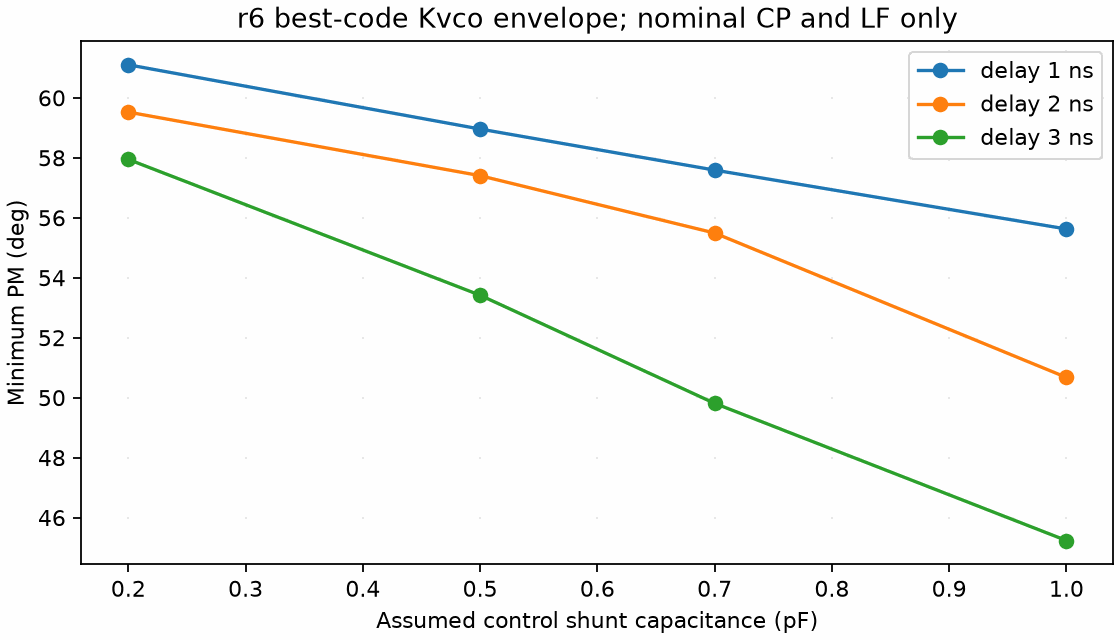 r6 best-code Kvco envelope; nominal CP and LF only
delay 1 ns
delay 2 ns
delay 3 ns
Minimum PM (deg)
60
58
56
54
52
50
48
46
0.2 0.3 0.4 0.5 0.6 0.7 0.8 0.9 1.0
Assumed control shunt capacitance (pF)